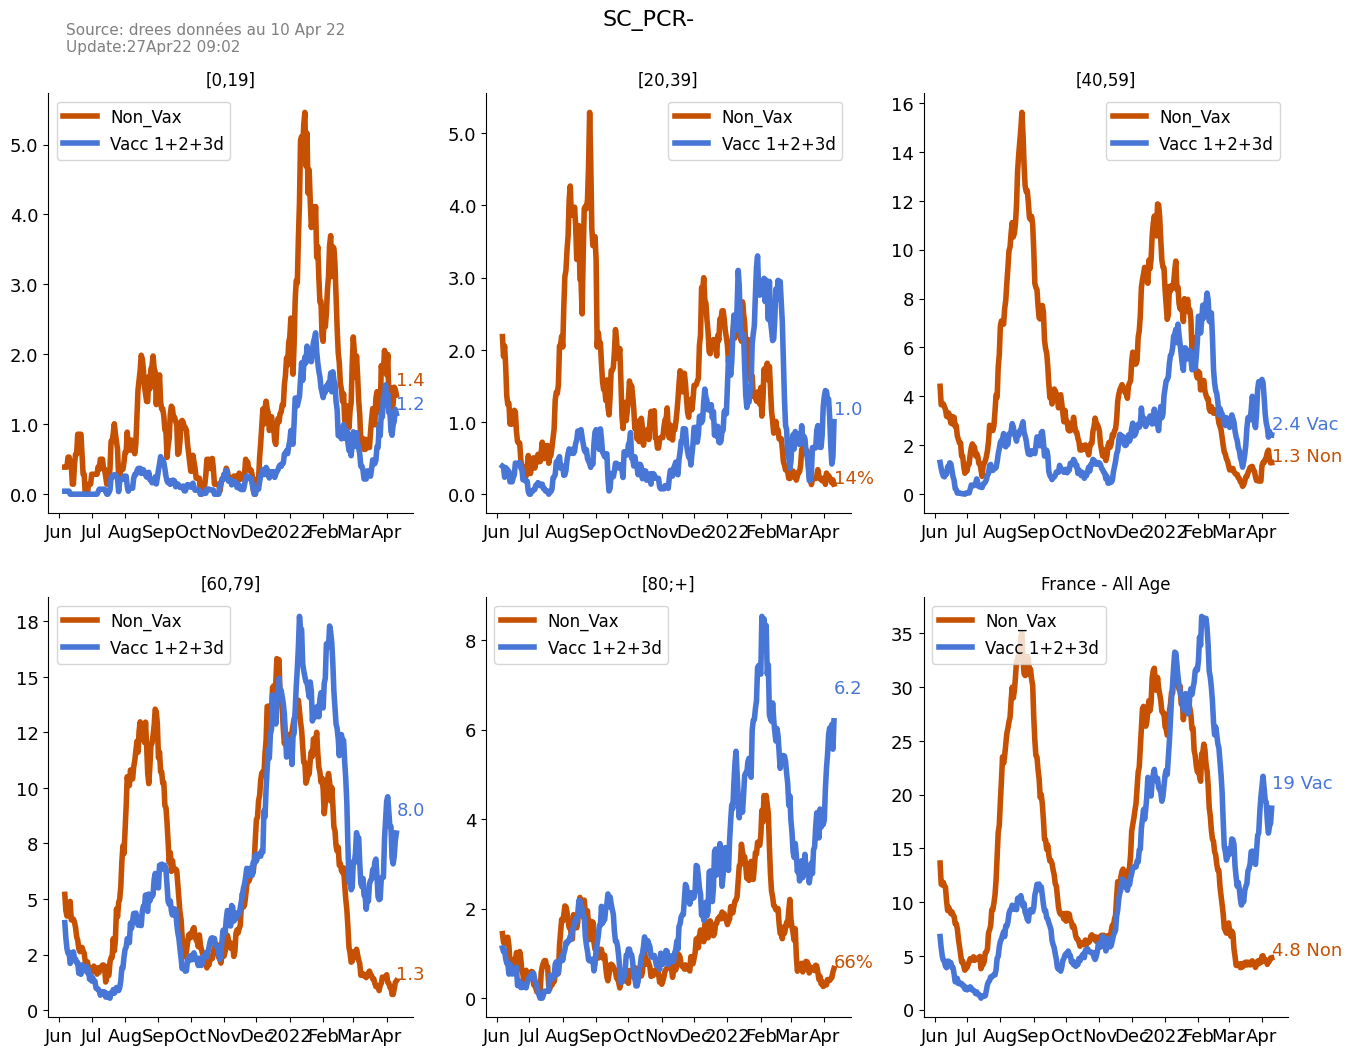 SC_PCR-
Source: drees données au 10 Apr 22
Update:27Apr22 09:02
[0,19]
Non_Vax
Vacc 1+2+3d
5.0
4.0
3.0
2.0
1.0
0.0
1.4
1.2
Jun Jul Aug Sep Oct Nov Dec 2022 Feb Mar Apr
[20,39]
Non_Vax
Vacc 1+2+3d
5.0
4.0
3.0
2.0
1.0
0.0
1.0
14%
Jun Jul Aug Sep Oct Nov Dec 2022 Feb Mar Apr
[40,59]
Non_Vax
Vacc 1+2+3d
16
14
12
10
8
6
4
2
0
2.4 Vac
1.3 Non
Jun Jul Aug Sep Oct Nov Dec 2022 Feb Mar Apr
[60,79]
Non_Vax
Vacc 1+2+3d
18
15
12
10
8
5
2
0
8.0
1.3
Jun Jul Aug Sep Oct Nov Dec 2022 Feb Mar Apr
[80;+]
Non_Vax
Vacc 1+2+3d
8
6
4
2
0
6.2
66%
Jun Jul Aug Sep Oct Nov Dec 2022 Feb Mar Apr
France - All Age
Non_Vax
Vacc 1+2+3d
35
30
25
20
15
10
5
0
19 Vac
4.8 Non
Jun Jul Aug Sep Oct Nov Dec 2022 Feb Mar Apr